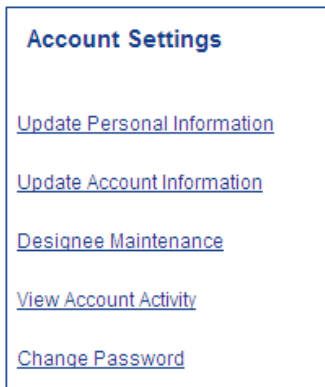 Account Settings
Update Personal Information
Update Account Information
Designee Maintenance
View Account Activity
Change Password